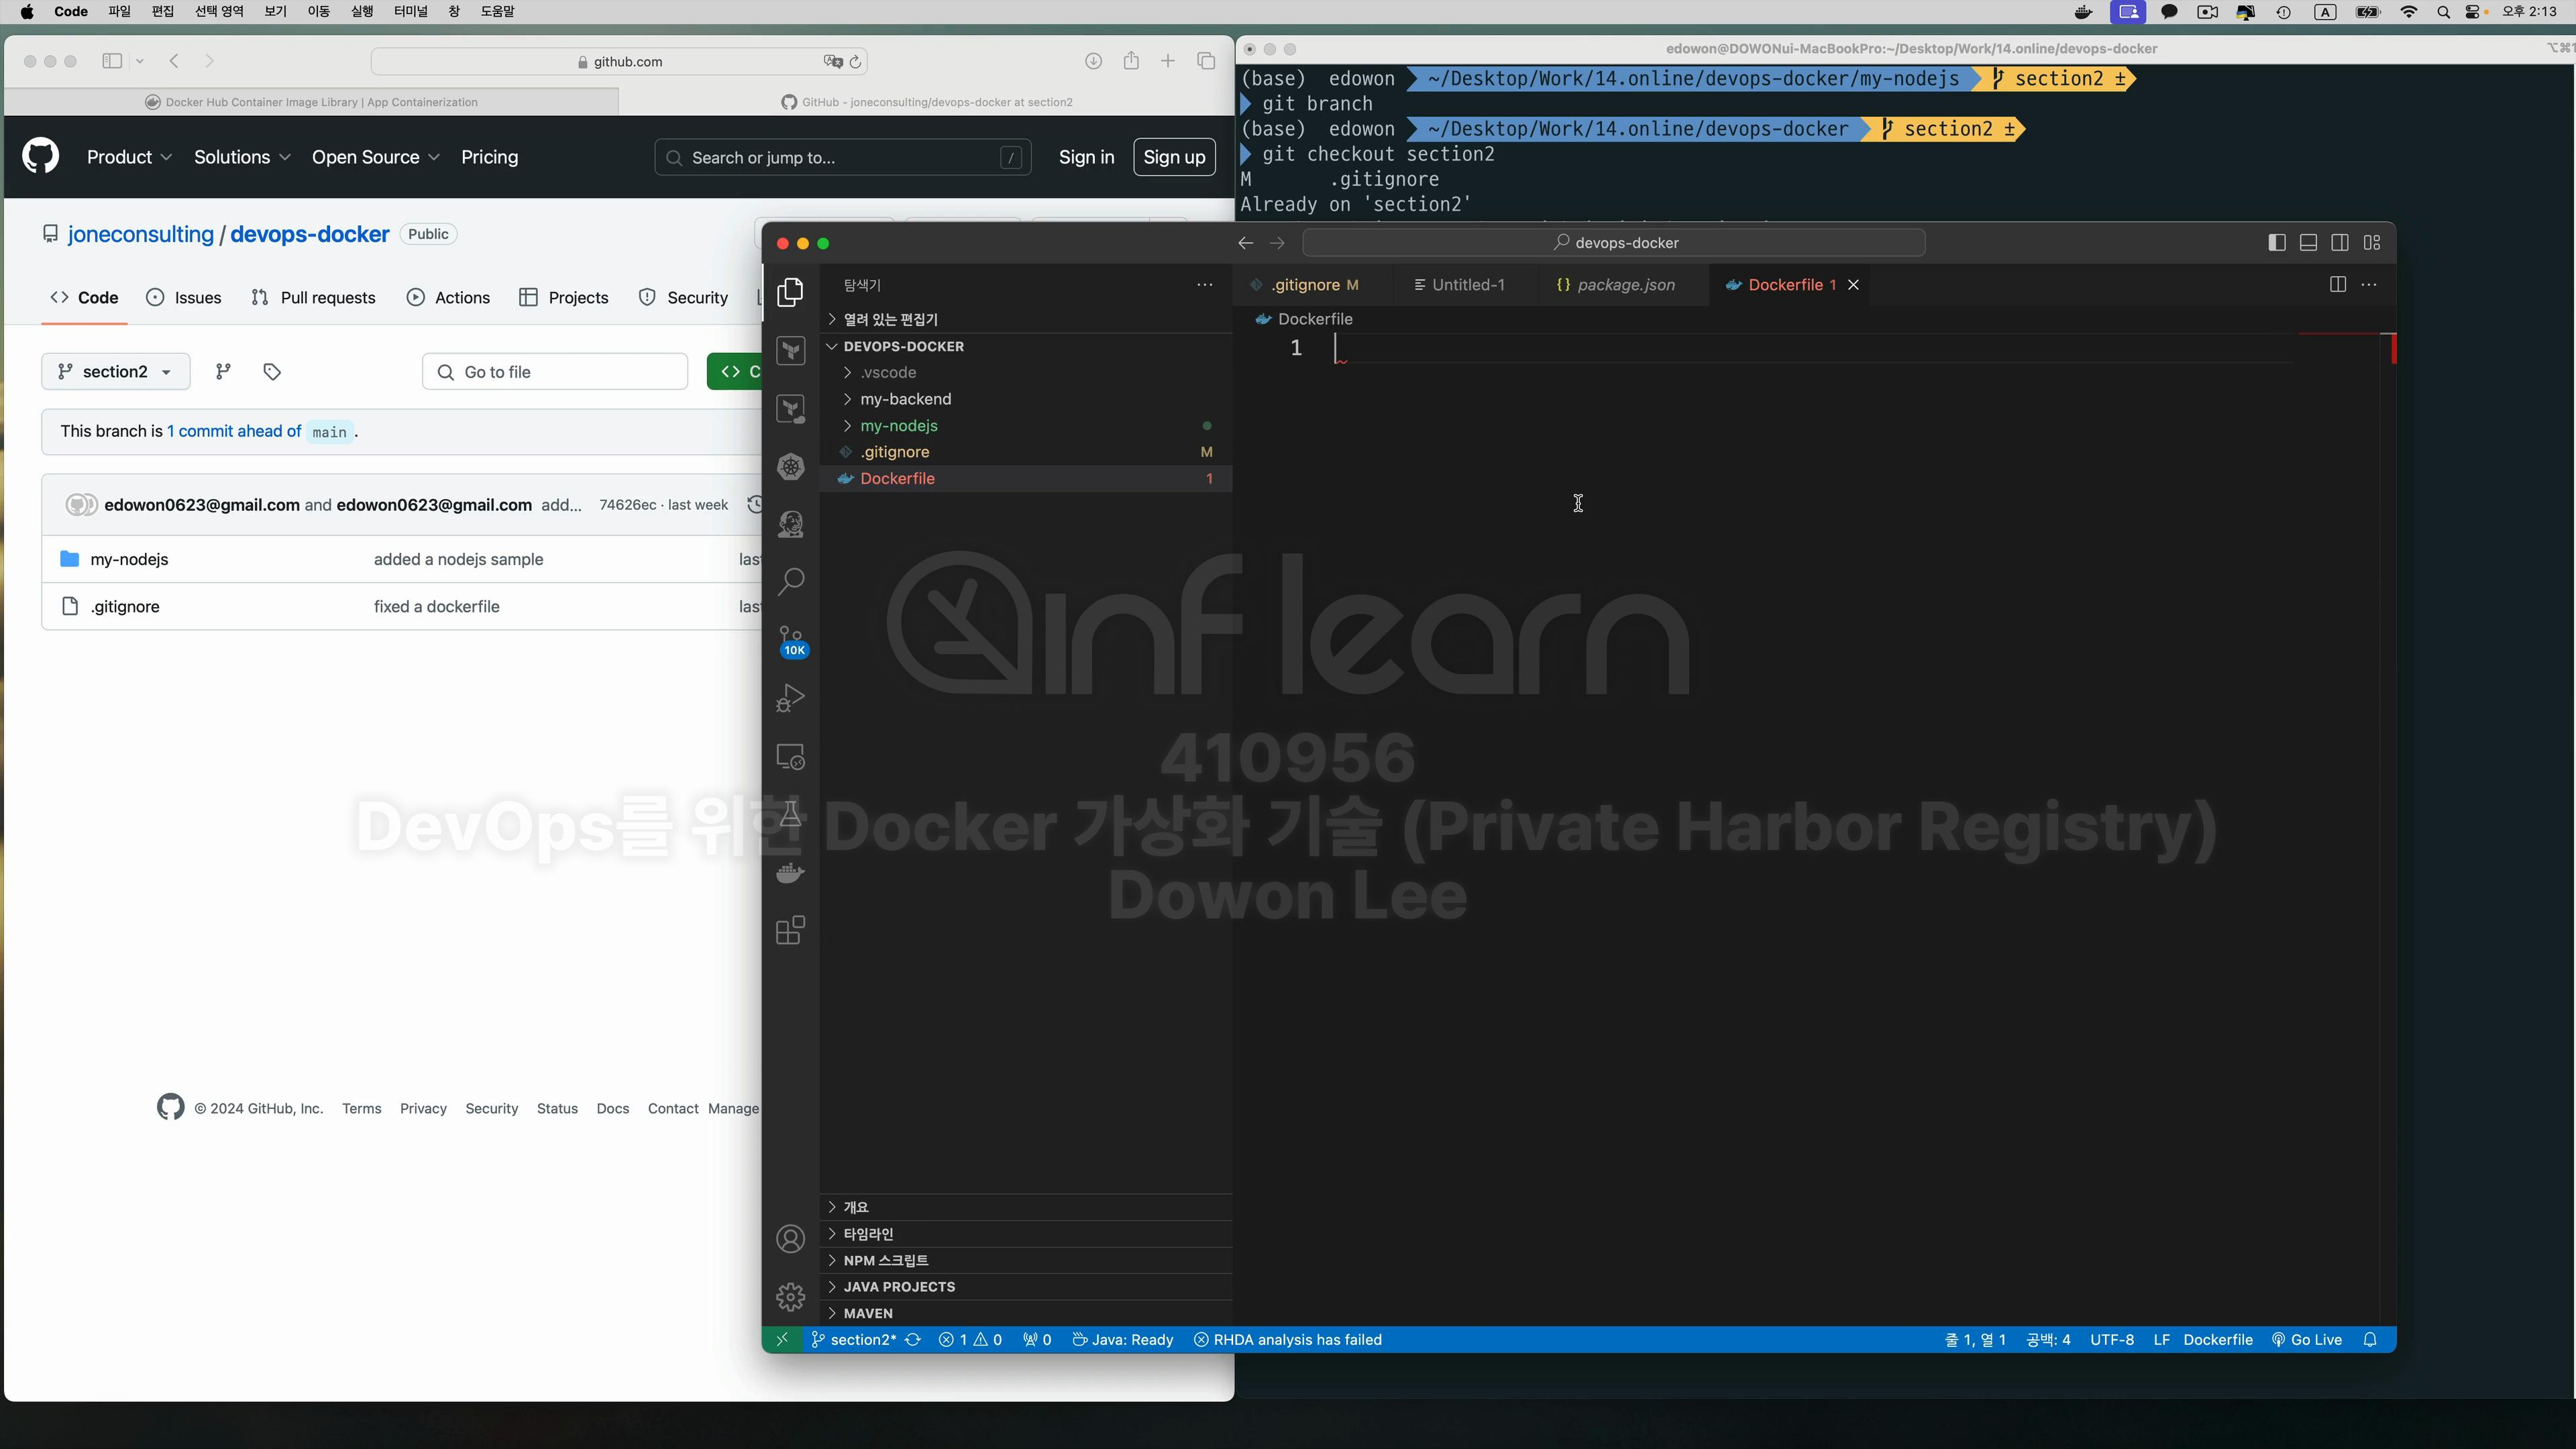 Code 파일 편집 선택 영역 보기 이동 실행 터미널 창 도움말
A 오후 2:13
github.com
Docker Hub Container Image Library | App Containerization
GitHub - joneconsulting/devops-docker at section2
Product Solutions Open Source Pricing
Search or jump to... /
Sign in
Sign up
joneconsulting / devops-docker Public
Code Issues Pull requests Actions Projects Security
section2
Go to file
This branch is 1 commit ahead of main .
edowon0623@gmail.com and edowon0623@gmail.com add... 74626ec · last week
my-nodejs added a nodejs sample
.gitignore fixed a dockerfile
© 2024 GitHub, Inc. Terms Privacy Security Status Docs Contact Manage
edowon@DOWONui-MacBookPro:~/Desktop/Work/14.online/devops-docker
(base) edowon ~/Desktop/Work/14.online/devops-docker/my-nodejs section2 ±
git branch
(base) edowon ~/Desktop/Work/14.online/devops-docker section2 ±
git checkout section2
M .gitignore
Already on 'section2'
devops-docker
탐색기
열려 있는 편집기
DEVOPS-DOCKER
.vscode
my-backend
my-nodejs
.gitignore M
Dockerfile 1
10K
개요
타임라인
NPM 스크립트
JAVA PROJECTS
MAVEN
.gitignore M
Untitled-1
{} package.json
Dockerfile 1
Dockerfile
1
inflearn
410956
DevOps를 위한 Docker 가상화 기술 (Private Harbor Registry)
Dowon Lee
section2* 1 0 0 Java: Ready RHDA analysis has failed
줄 1, 열 1 공백: 4 UTF-8 LF Dockerfile Go Live